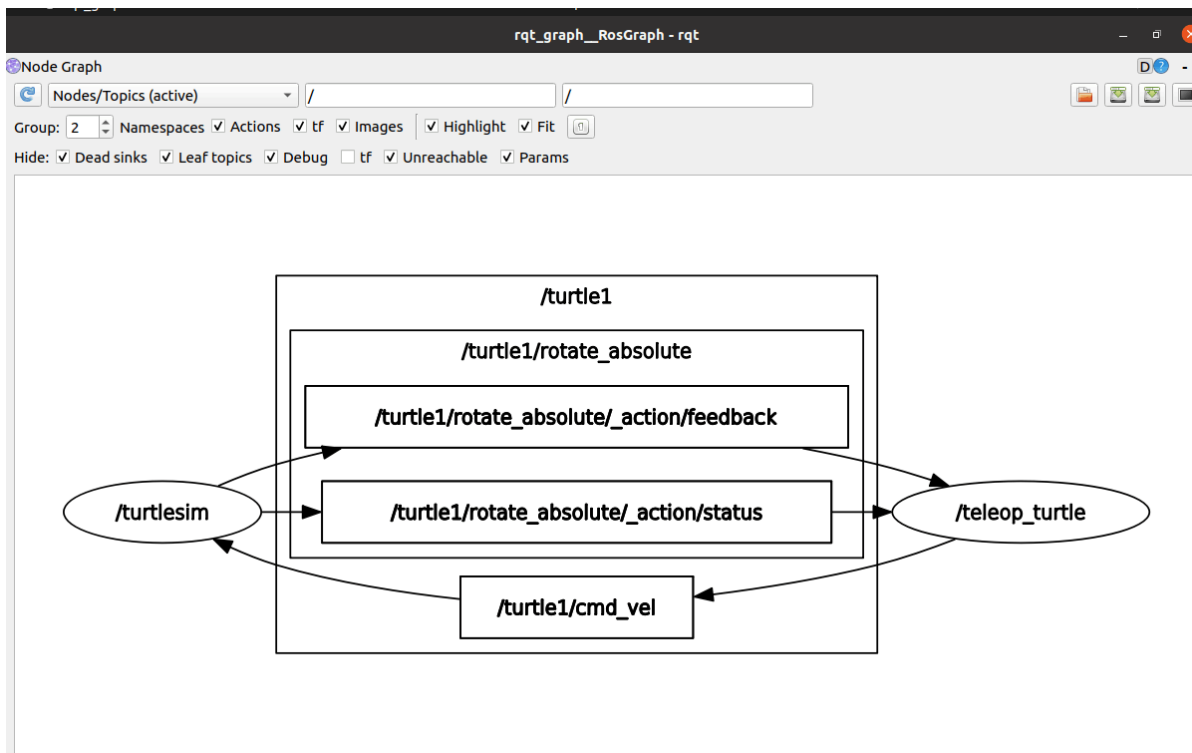 rqt_graph__RosGraph - rqt
Node Graph
D ? -
Nodes/Topics (active) / /
Group: 2 Namespaces Actions tf Images Highlight Fit
Hide: Dead sinks Leaf topics Debug tf Unreachable Params
/turtle1
/turtle1/rotate_absolute
/turtle1/rotate_absolute/_action/feedback
/turtlesim
/turtle1/rotate_absolute/_action/status
/teleop_turtle
/turtle1/cmd_vel